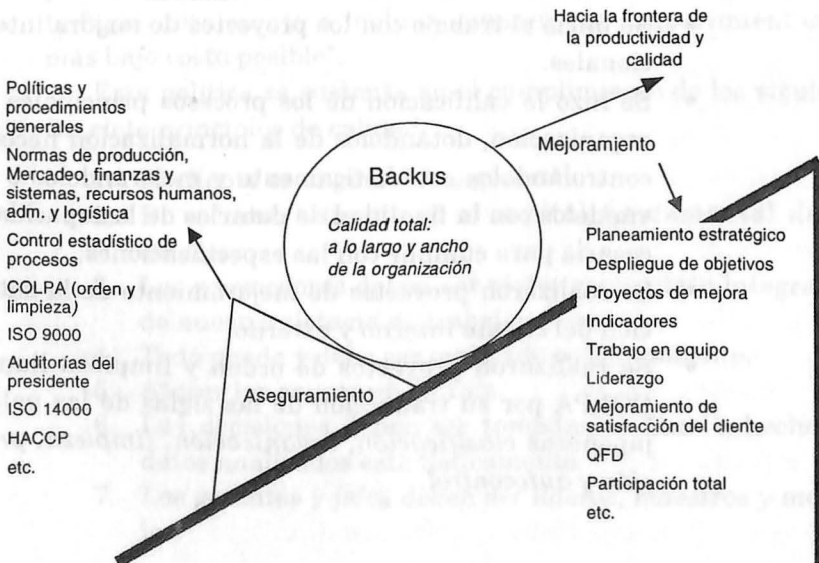 Hacia la frontera de
la productividad y
calidad
Políticas y
procedimientos
generales
Normas de producción,
Mercadeo, finanzas y
sistemas, recursos humanos,
adm. y logística
Control estadístico de
procesos
COLPA (orden y
limpieza)
ISO 9000
Auditorías del
presidente
ISO 14000
HACCP
etc.
Backus
Calidad total:
a lo largo y ancho
de la organización
Aseguramiento
Mejoramiento
Planeamiento estratégico
Despliegue de objetivos
Proyectos de mejora
Indicadores
Trabajo en equipo
Liderazgo
Mejoramiento de
satisfacción del cliente
QFD
Participación total
etc.